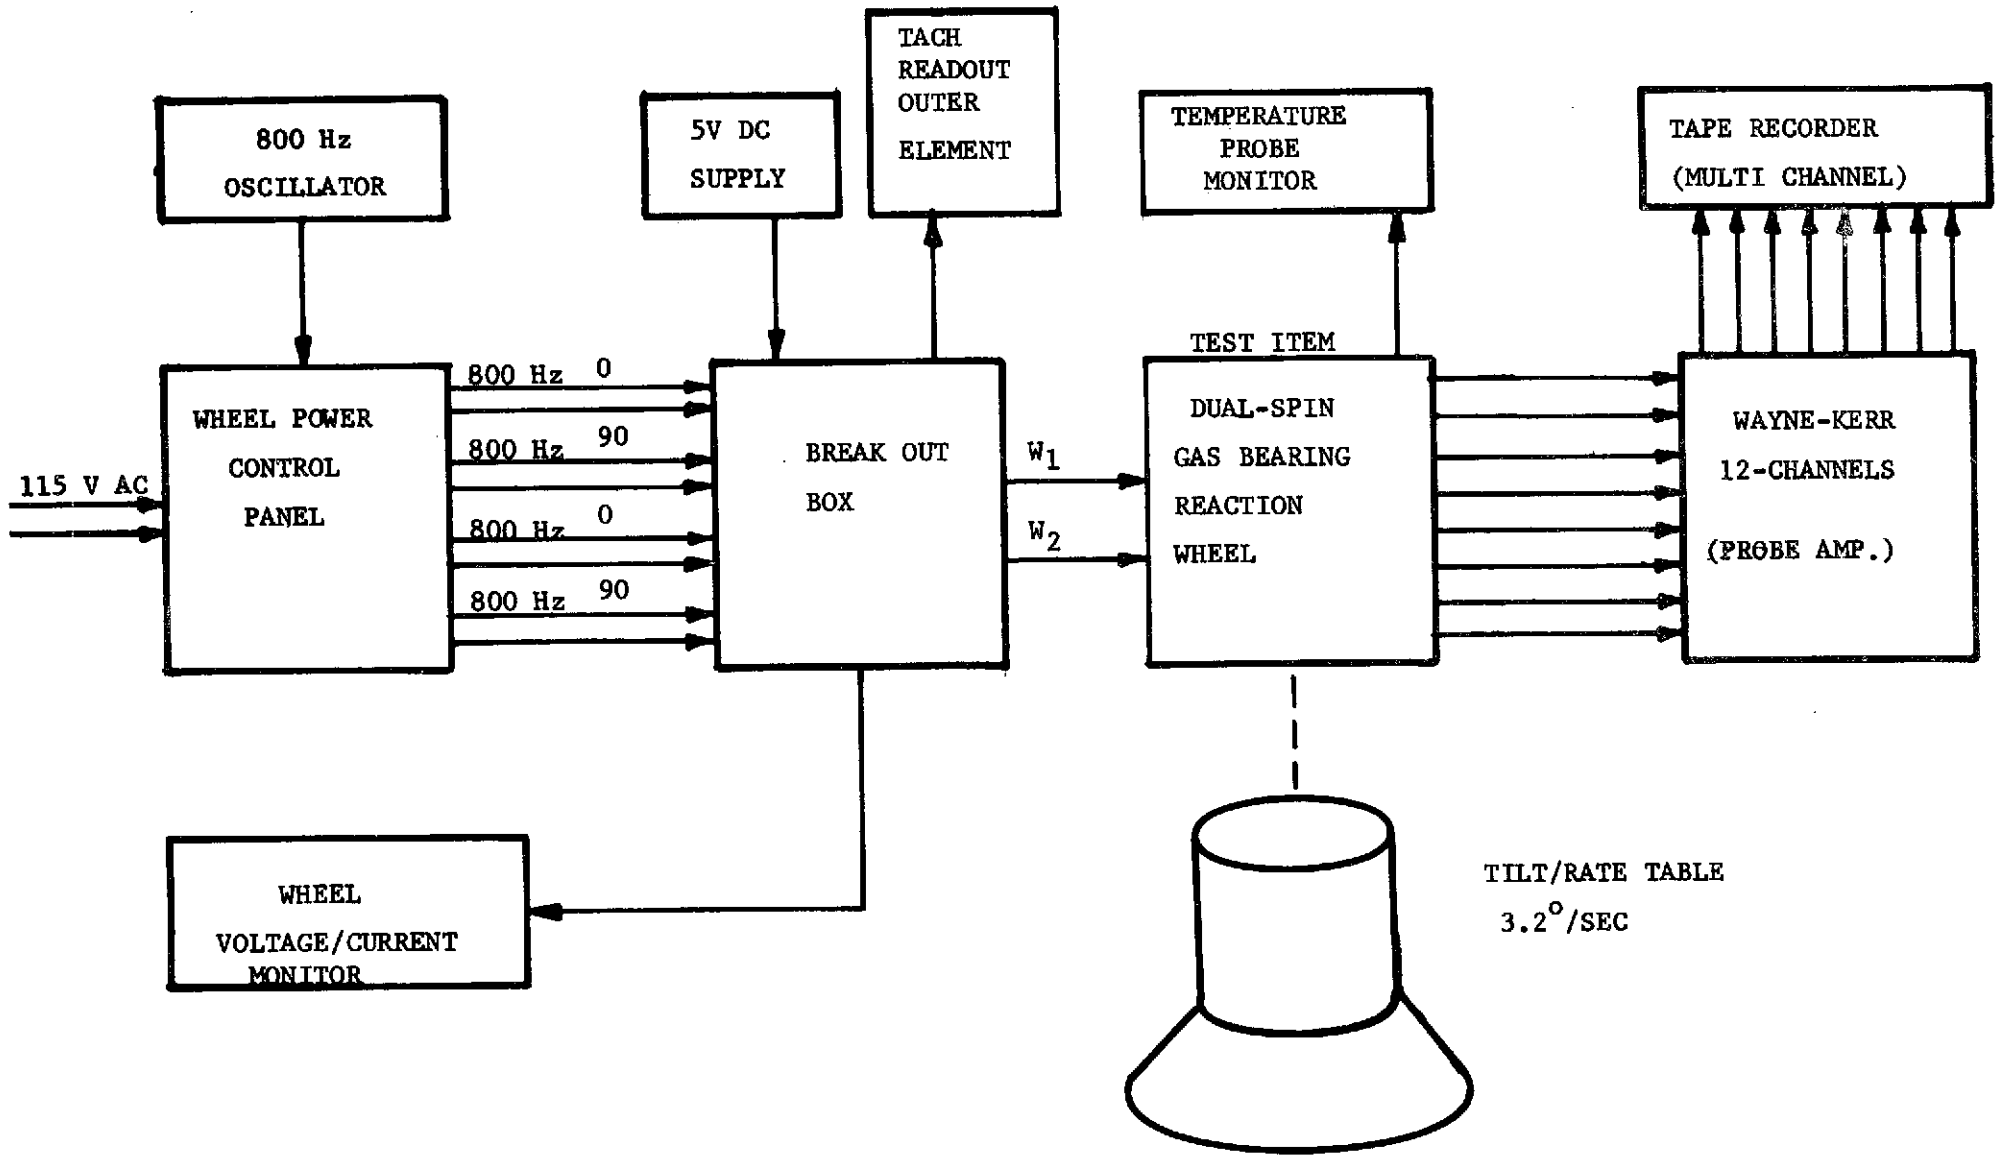 800 Hz
OSCILLATOR
5V DC
SUPPLY
TACH
READOUT
OUTER
ELEMENT
TEMPERATURE
PROBE
MONITOR
TAPE RECORDER
(MULTI CHANNEL)
115 V AC
WHEEL POWER
CONTROL
PANEL
800 Hz 0
800 Hz 90
800 Hz 0
800 Hz 90
BREAK OUT
BOX
W1
W2
TEST ITEM
DUAL-SPIN
GAS BEARING
REACTION
WHEEL
WAYNE-KERR
12-CHANNELS
(PROBE AMP.)
WHEEL
VOLTAGE/CURRENT
MONITOR
TILT/RATE TABLE
3.2°/SEC